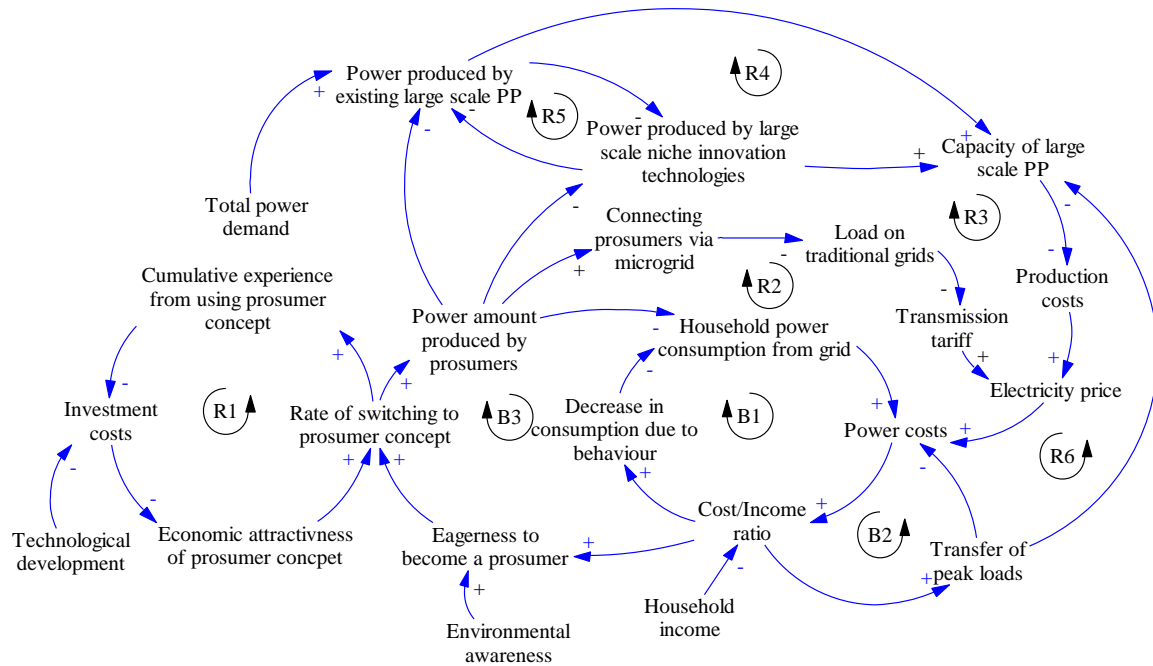 Power produced by
existing large scale PP
R4
R5
Power produced by large
scale niche innovation
technologies
Capacity of large
scale PP
Total power
demand
Connecting
prosumers via
microgrid
Load on
traditional grids
R3
Cumulative experience
from using prosumer
concept
R2
Production
costs
Power amount
produced by
prosumers
Household power
consumption from grid
Transmission
tariff
Investment
costs
R1
Rate of switching to
prosumer concept
B3
Decrease in
consumption due to
behaviour
B1
Electricity price
Power costs
R6
Technological
development
Economic attractivness
of prosumer concpet
Eagerness to
become a prosumer
Cost/Income
ratio
B2
Transfer of
peak loads
Environmental
awareness
Household
income
+
-
-
-
-
+
+
-
-
+
-
-
-
+
+
+
+
-
-
-
+
+
+
-
-
-
+
+
+
+
+
-
+
-
+